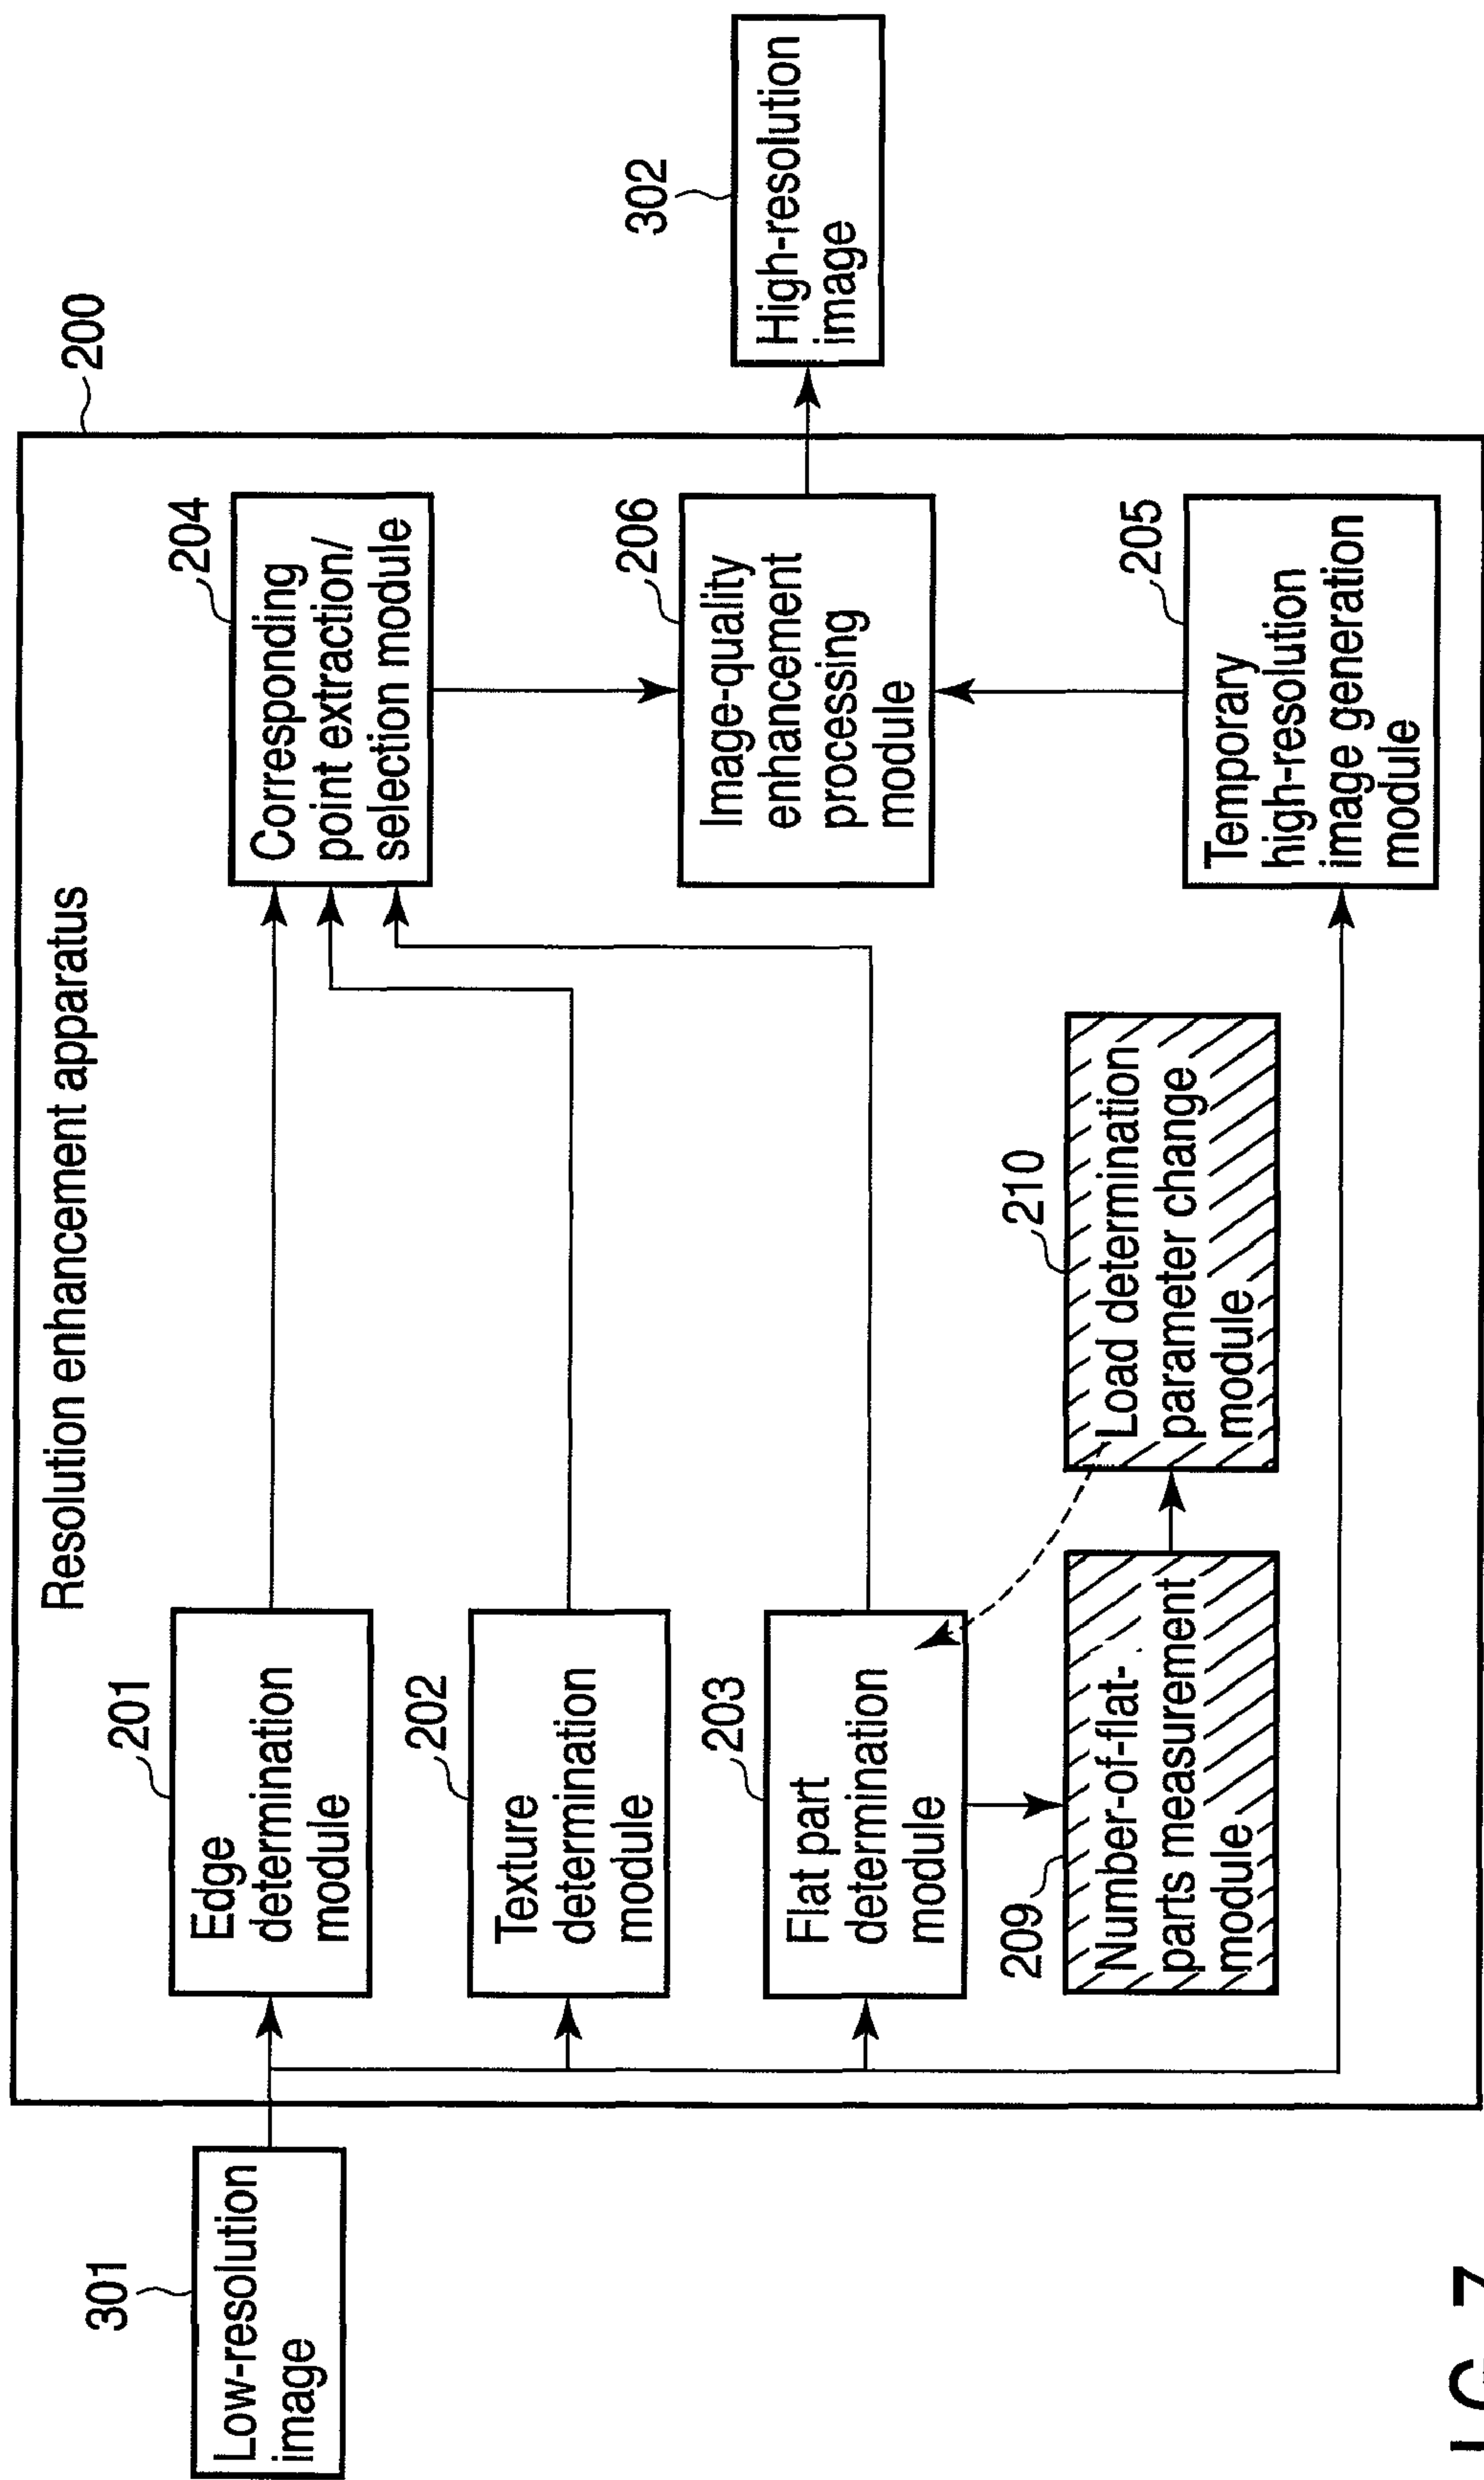 Resolution enhancement apparatus
200
301
Low-resolution
image
201
Edge
determination
module
202
Texture
determination
module
203
Flat part
determination
module
209
Number-of-flat-
parts measurement
module
210
Load determination
parameter change
module
204
Corresponding
point extraction/
selection module
206
Image-quality
enhancement
processing
module
205
Temporary
high-resolution
image generation
module
302
High-resolution
image